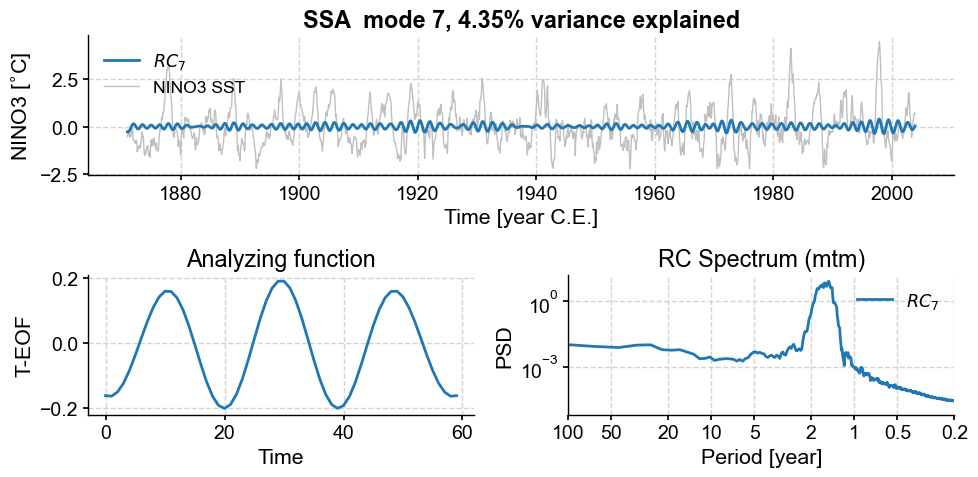 SSA  mode 7, 4.35% variance explained
NINO3 [˚C]
2.5
0.0
−2.5
RC₇
NINO3 SST
1880 1900 1920 1940 1960 1980 2000
Time [year C.E.]
Analyzing function
T-EOF
0.2
0.0
−0.2
0 20 40 60
Time
RC Spectrum (mtm)
PSD
10⁰
10⁻³
RC₇
100 50 20 10 5 2 1 0.5 0.2
Period [year]